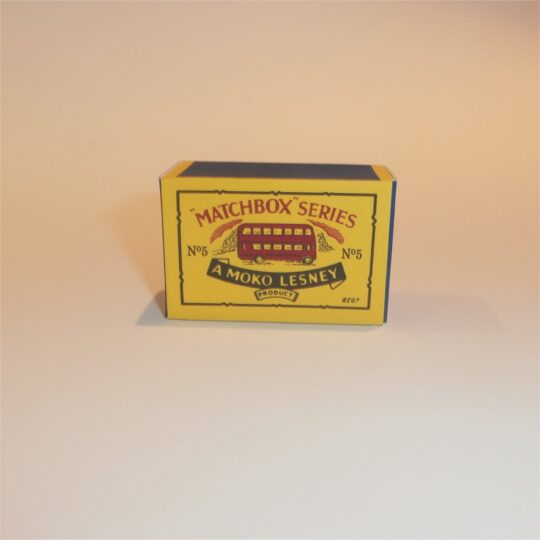 "MATCHBOX" SERIES
Nº5 Nº5
A MOKO LESNEY
PRODUCT
REGD